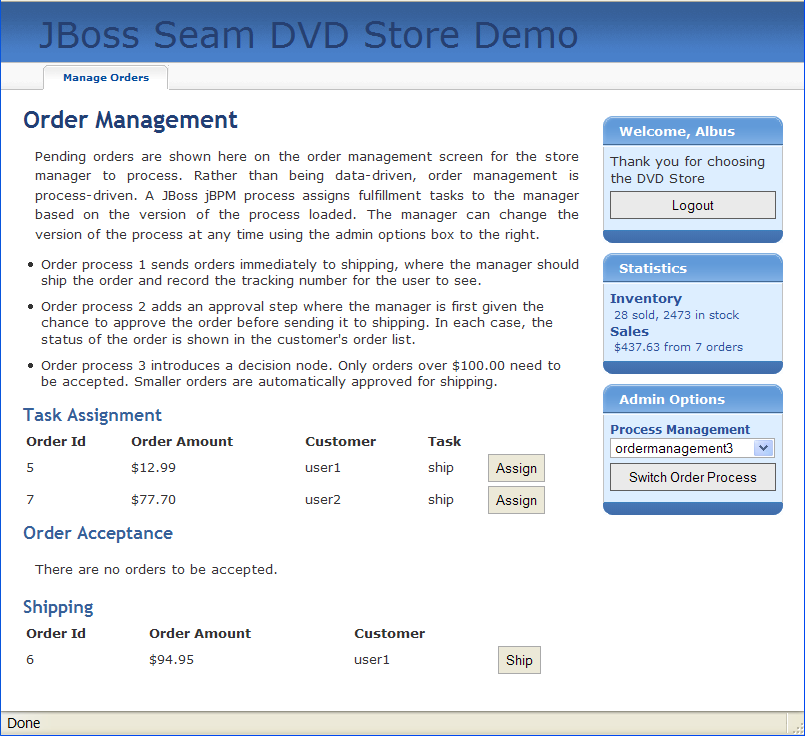 JBoss Seam DVD Store Demo
Manage Orders
Order Management
Pending orders are shown here on the order management screen for the store
manager to process. Rather than being data-driven, order management is
process-driven. A JBoss jBPM process assigns fulfillment tasks to the manager
based on the version of the process loaded. The manager can change the
version of the process at any time using the admin options box to the right.
• Order process 1 sends orders immediately to shipping, where the manager should
ship the order and record the tracking number for the user to see.
• Order process 2 adds an approval step where the manager is first given the
chance to approve the order before sending it to shipping. In each case, the
status of the order is shown in the customer's order list.
• Order process 3 introduces a decision node. Only orders over $100.00 need to
be accepted. Smaller orders are automatically approved for shipping.
Task Assignment
Order Id Order Amount Customer Task
5 $12.99 user1 ship Assign
7 $77.70 user2 ship Assign
Order Acceptance
There are no orders to be accepted.
Shipping
Order Id Order Amount Customer
6 $94.95 user1 Ship
Welcome, Albus
Thank you for choosing
the DVD Store
Logout
Statistics
Inventory
28 sold, 2473 in stock
Sales
$437.63 from 7 orders
Admin Options
Process Management
ordermanagement3
Switch Order Process
Done